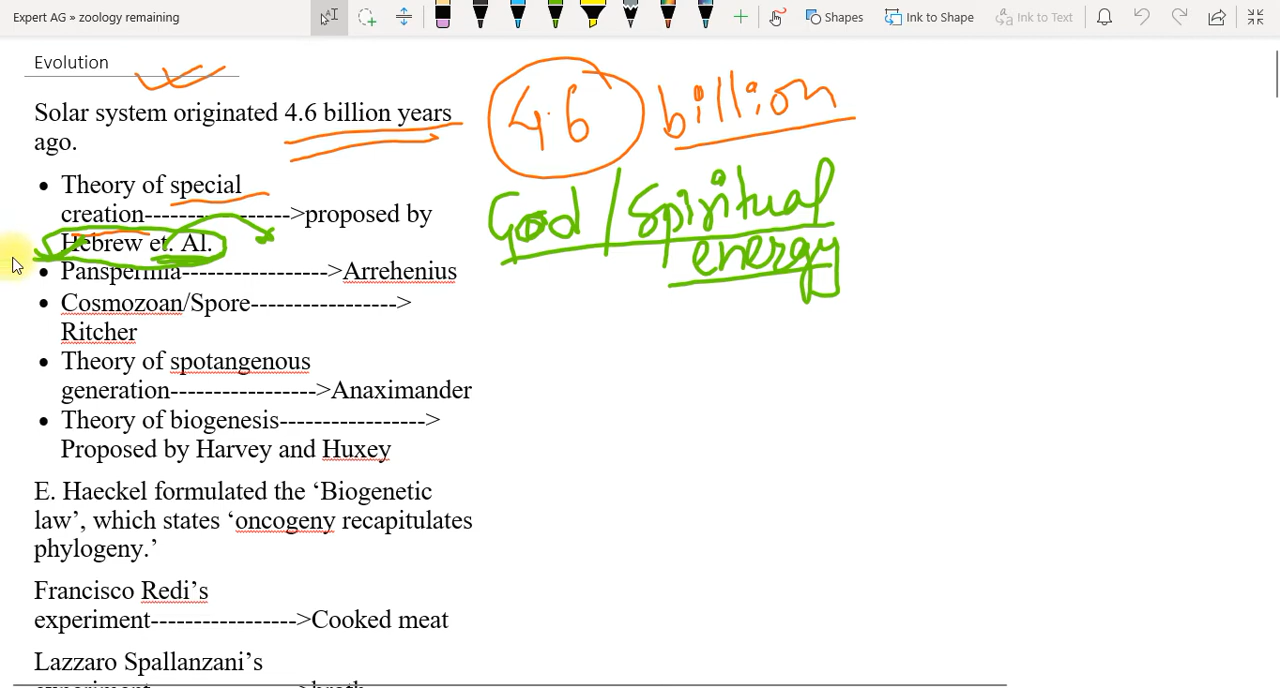 Expert AG » zoology remaining
Shapes
Ink to Shape
Ink to Text
Evolution
Solar system originated 4.6 billion years
ago.
4.6 billion
God/Spiritual
energy
• Theory of special
creation----------------->proposed by
Hebrew et. Al.
• Panspermia----------------->Arrehenius
• Cosmozoan/Spore----------------->
Ritcher
• Theory of spotangenous
generation----------------->Anaximander
• Theory of biogenesis----------------->
Proposed by Harvey and Huxey
E. Haeckel formulated the ‘Biogenetic
law’, which states ‘oncogeny recapitulates
phylogeny.’
Francisco Redi’s
experiment----------------->Cooked meat
Lazzaro Spallanzani’s
experiment----------------->broth